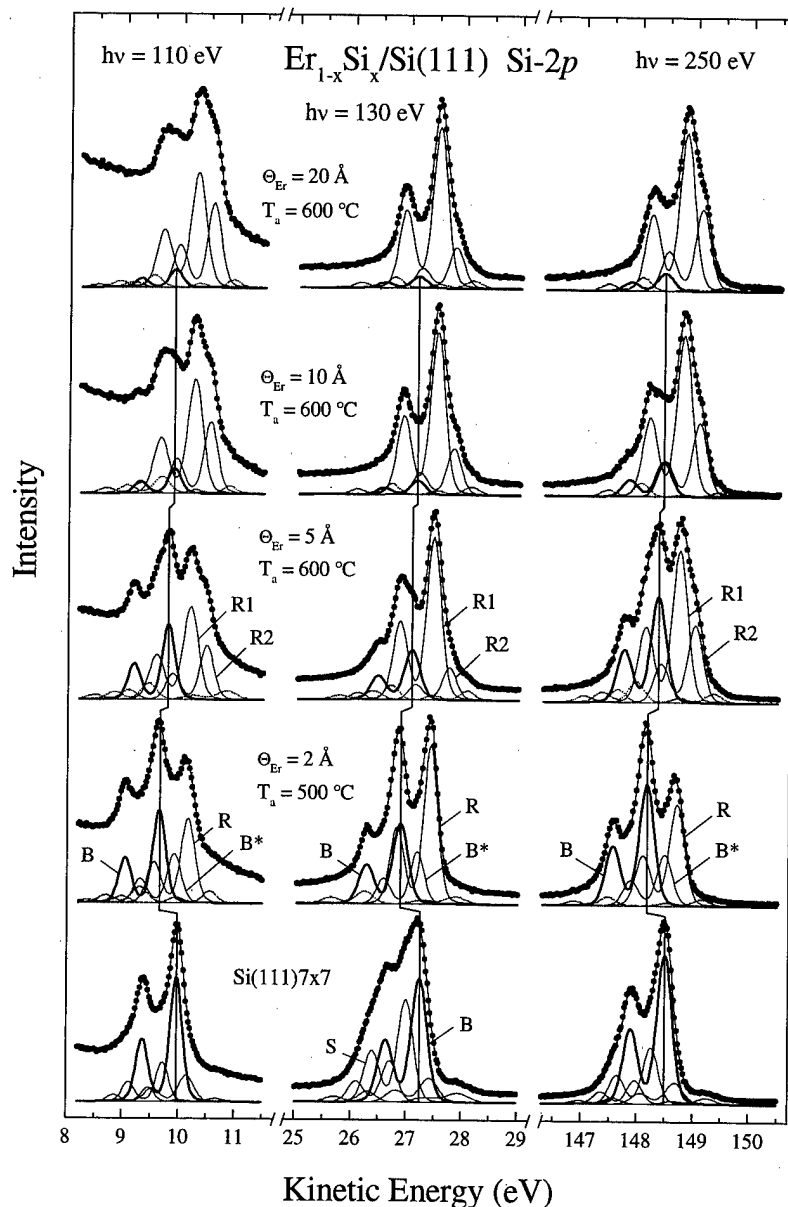 hν = 110 eV
Er1-xSix/Si(111) Si-2p
hν = 250 eV
hν = 130 eV
ΘEr = 20 Å
Ta = 600 °C
ΘEr = 10 Å
Ta = 600 °C
ΘEr = 5 Å
Ta = 600 °C
R1
R2
R1
R2
R1
R2
ΘEr = 2 Å
Ta = 500 °C
B
R
B*
B
R
B*
B
R
B*
Si(111)7x7
S
B
Intensity
8 9 10 11 25 26 27 28 29 147 148 149 150
Kinetic Energy (eV)